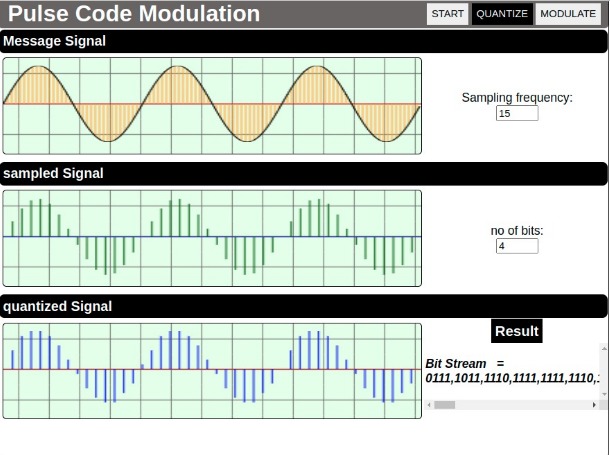 Pulse Code Modulation
START QUANTIZE MODULATE
Message Signal
Sampling frequency:
15
sampled Signal
no of bits:
4
quantized Signal
Result
Bit Stream =
0111,1011,1110,1111,1111,1110,